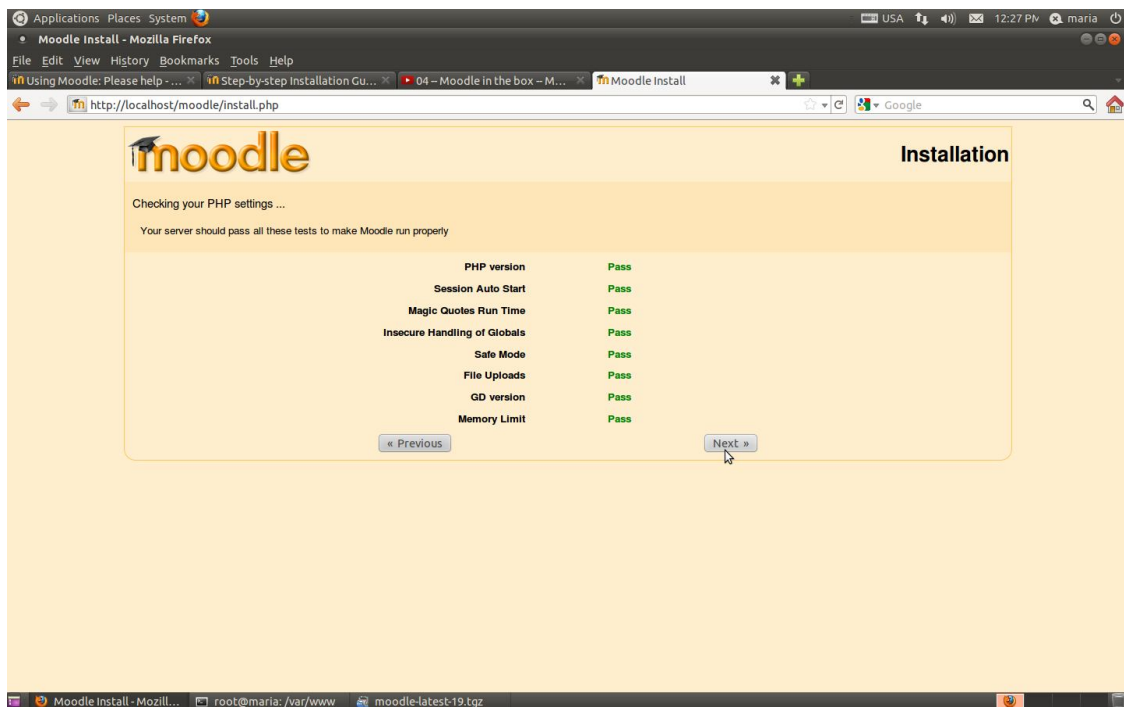 Applications Places System USA 12:27 PM maria
Moodle Install - Mozilla Firefox
File Edit View History Bookmarks Tools Help
Using Moodle: Please help - ... Step-by-step Installation Gu... 04 – Moodle in the box – M... Moodle Install
http://localhost/moodle/install.php Google
moodle Installation
Checking your PHP settings ...
Your server should pass all these tests to make Moodle run properly
PHP version Pass
Session Auto Start Pass
Magic Quotes Run Time Pass
Insecure Handling of Globals Pass
Safe Mode Pass
File Uploads Pass
GD version Pass
Memory Limit Pass
« Previous Next »
Moodle Install - Mozill... root@maria: /var/www moodle-latest-19.tgz